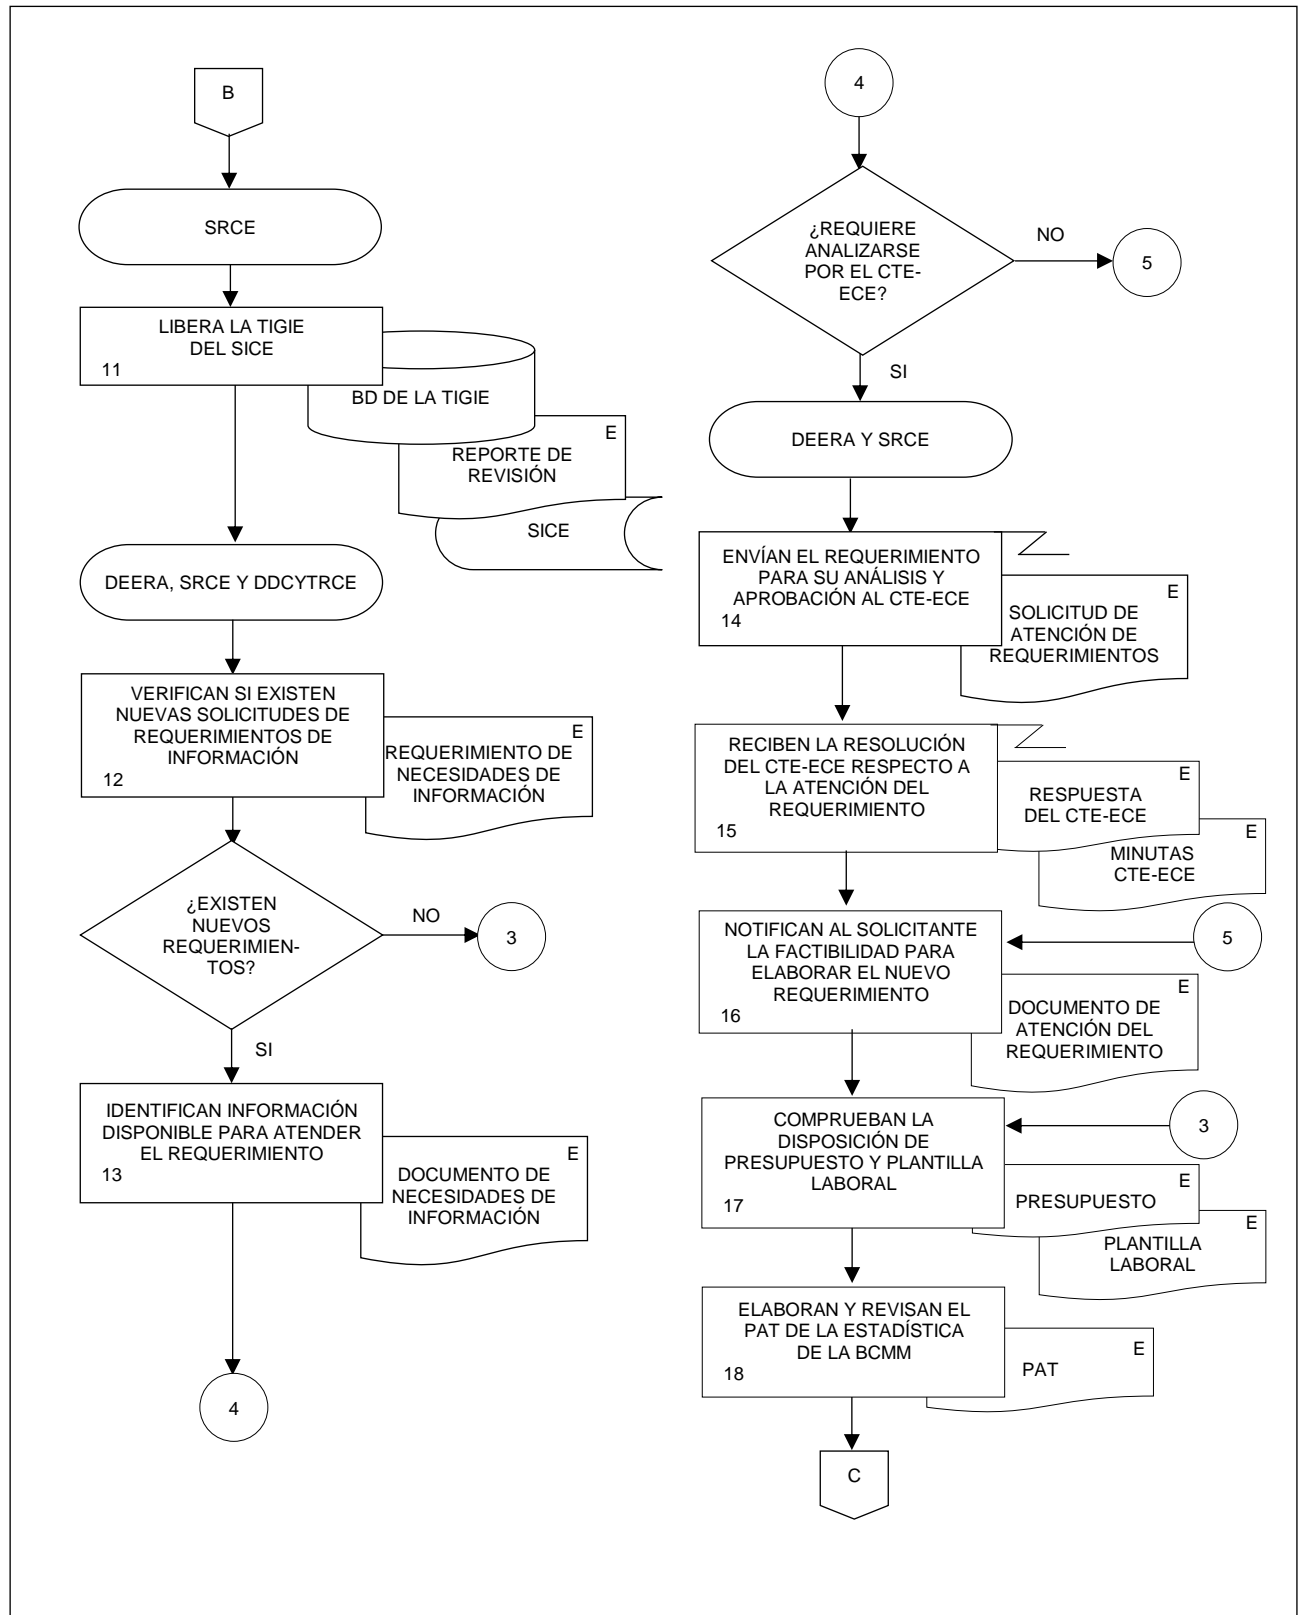 B
SRCE
LIBERA LA TIGIE
DEL SICE
11
BD DE LA TIGIE
E
REPORTE DE
REVISIÓN
SICE
DEERA, SRCE Y DDCYTRCE
VERIFICAN SI EXISTEN
NUEVAS SOLICITUDES DE
REQUERIMIENTOS DE
INFORMACIÓN
12
E
REQUERIMIENTO DE
NECESIDADES DE
INFORMACIÓN
¿EXISTEN
NUEVOS
REQUERIMIEN-
TOS?
NO
3
SI
IDENTIFICAN INFORMACIÓN
DISPONIBLE PARA ATENDER
EL REQUERIMIENTO
13
E
DOCUMENTO DE
NECESIDADES DE
INFORMACIÓN
4
4
¿REQUIERE
ANALIZARSE
POR EL CTE-
ECE?
NO
5
SI
DEERA Y SRCE
ENVÍAN EL REQUERIMIENTO
PARA SU ANÁLISIS Y
APROBACIÓN AL CTE-ECE
14
E
SOLICITUD DE
ATENCIÓN DE
REQUERIMIENTOS
RECIBEN LA RESOLUCIÓN
DEL CTE-ECE RESPECTO A
LA ATENCIÓN DEL
REQUERIMIENTO
15
E
RESPUESTA
DEL CTE-ECE
E
MINUTAS
CTE-ECE
NOTIFICAN AL SOLICITANTE
LA FACTIBILIDAD PARA
ELABORAR EL NUEVO
REQUERIMIENTO
16
5
E
DOCUMENTO DE
ATENCIÓN DEL
REQUERIMIENTO
COMPRUEBAN LA
DISPOSICIÓN DE
PRESUPUESTO Y PLANTILLA
LABORAL
17
3
E
PRESUPUESTO
E
PLANTILLA
LABORAL
ELABORAN Y REVISAN EL
PAT DE LA ESTADÍSTICA
DE LA BCMM
18
E
PAT
C